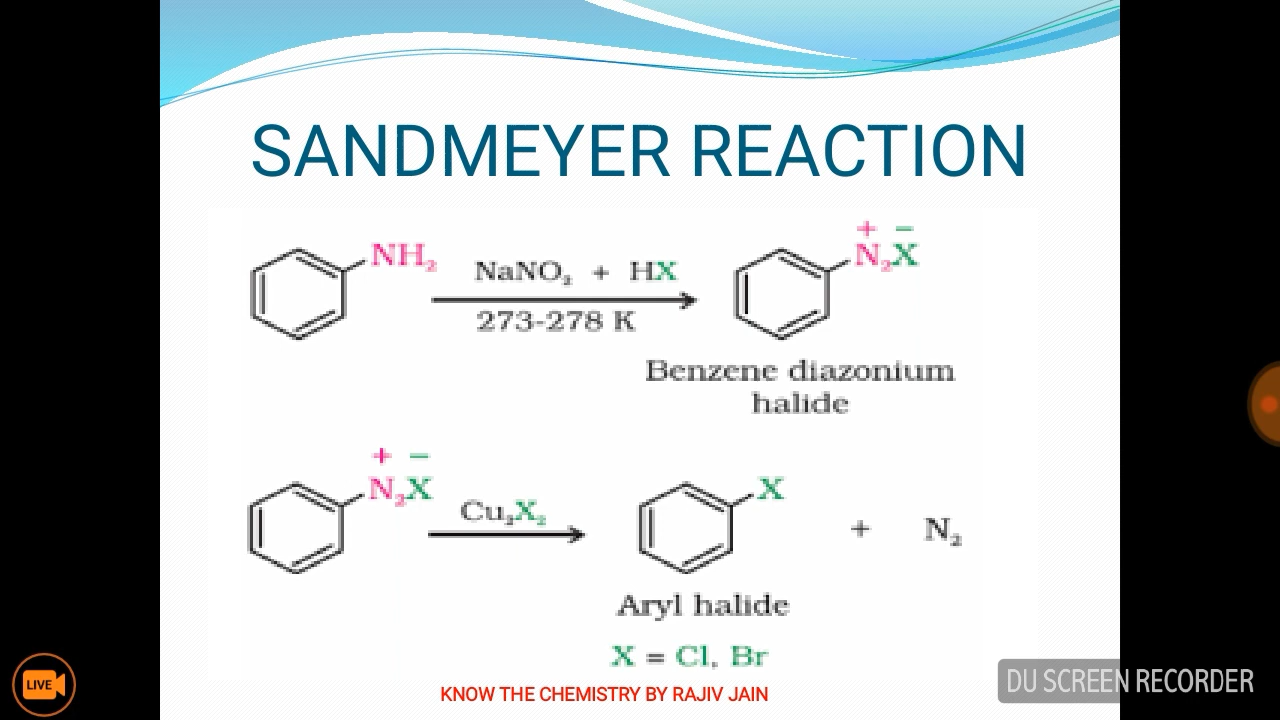 SANDMEYER REACTION
NH₂
NaNO₂ + HX
273-278 K
+ −
N₂X
Benzene diazonium
halide
+ −
N₂X
Cu₂X₂
X
+ N₂
Aryl halide
X = Cl, Br
KNOW THE CHEMISTRY BY RAJIV JAIN
LIVE
DU SCREEN RECORDER